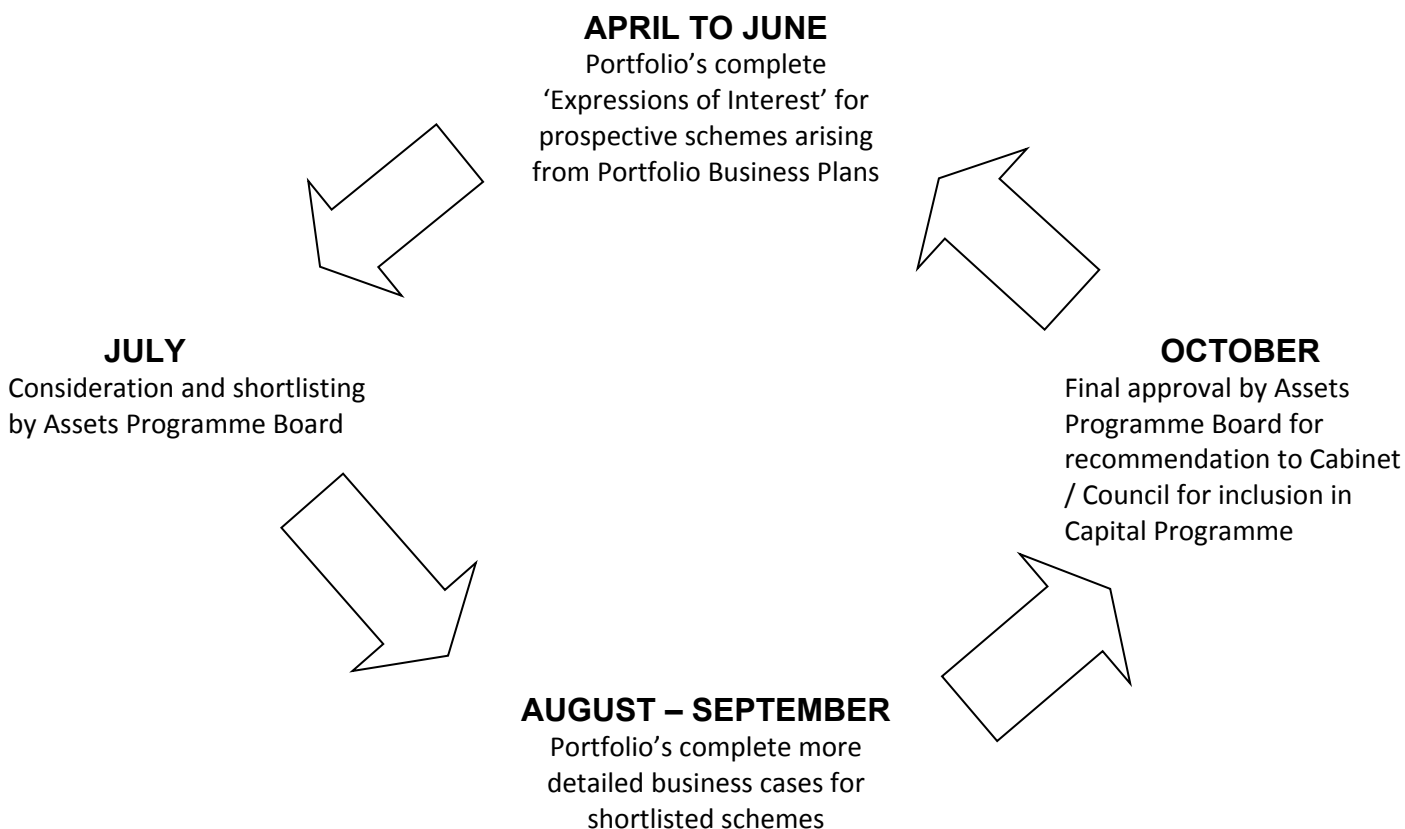 APRIL TO JUNE
Portfolio’s complete
‘Expressions of Interest’ for
prospective schemes arising
from Portfolio Business Plans
JULY
Consideration and shortlisting
by Assets Programme Board
AUGUST – SEPTEMBER
Portfolio’s complete more
detailed business cases for
shortlisted schemes
OCTOBER
Final approval by Assets
Programme Board for
recommendation to Cabinet
/ Council for inclusion in
Capital Programme